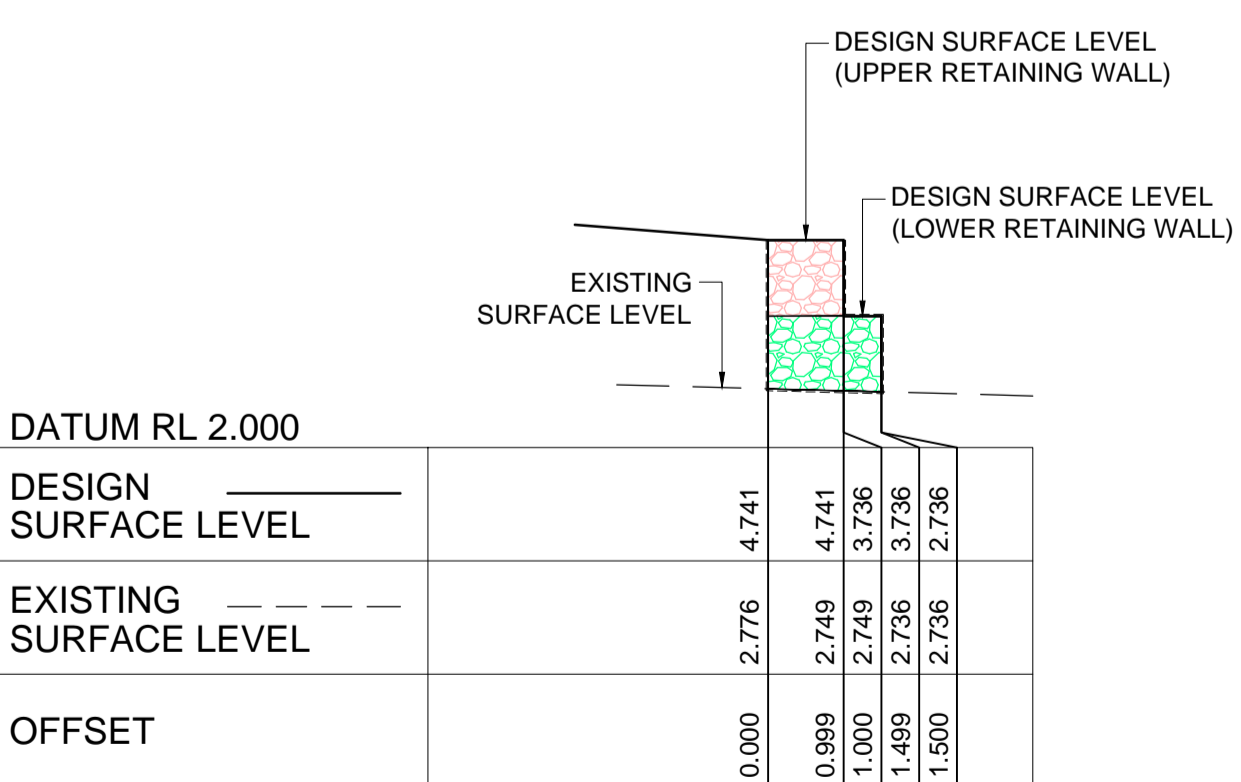 DESIGN SURFACE LEVEL
(UPPER RETAINING WALL)
DESIGN SURFACE LEVEL
(LOWER RETAINING WALL)
EXISTING
SURFACE LEVEL
DATUM RL 2.000
DESIGN
SURFACE LEVEL
4.741
4.741
3.736
3.736
2.736
EXISTING
SURFACE LEVEL
2.776
2.749
2.749
2.736
2.736
OFFSET
0.000
0.999
1.000
1.499
1.500